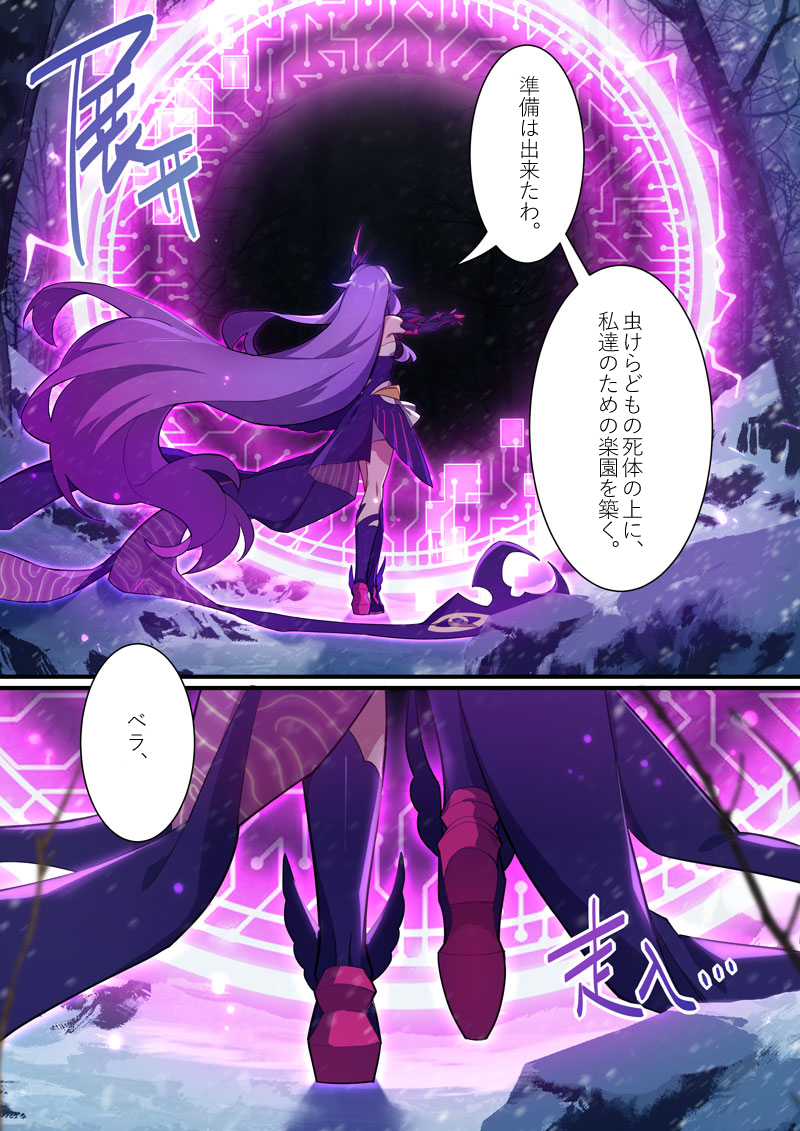 展开
準備は出来たわ。
虫けらどもの死体の上に、
私達のための楽園を築く。
ベラ、
走入…